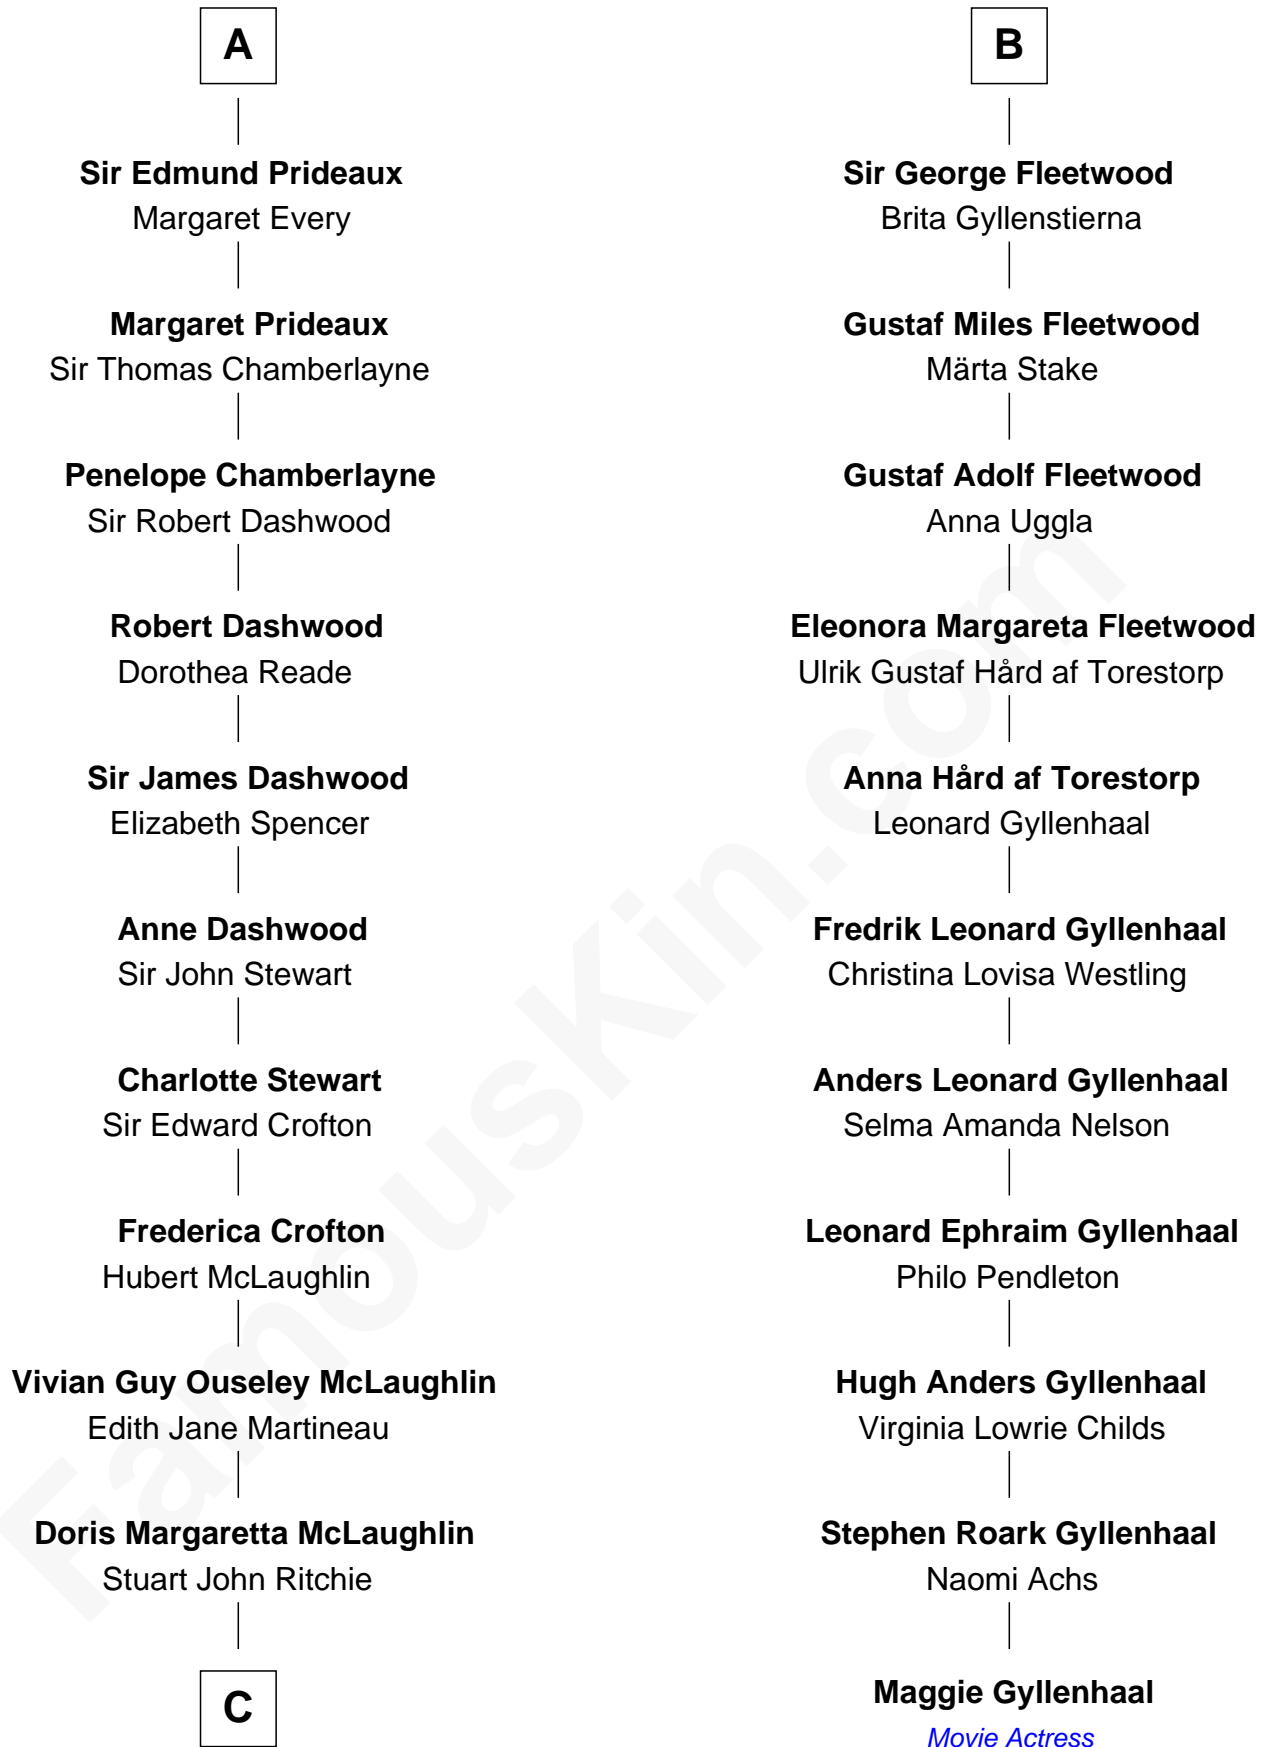 A
Sir Edmund Prideaux
Margaret Every
Margaret Prideaux
Sir Thomas Chamberlayne
Penelope Chamberlayne
Sir Robert Dashwood
Robert Dashwood
Dorothea Reade
Sir James Dashwood
Elizabeth Spencer
Anne Dashwood
Sir John Stewart
Charlotte Stewart
Sir Edward Crofton
Frederica Crofton
Hubert McLaughlin
Vivian Guy Ouseley McLaughlin
Edith Jane Martineau
Doris Margaretta McLaughlin
Stuart John Ritchie
C
B
Sir George Fleetwood
Brita Gyllenstierna
Gustaf Miles Fleetwood
Märta Stake
Gustaf Adolf Fleetwood
Anna Uggla
Eleonora Margareta Fleetwood
Ulrik Gustaf Hård af Torestorp
Anna Hård af Torestorp
Leonard Gyllenhaal
Fredrik Leonard Gyllenhaal
Christina Lovisa Westling
Anders Leonard Gyllenhaal
Selma Amanda Nelson
Leonard Ephraim Gyllenhaal
Philo Pendleton
Hugh Anders Gyllenhaal
Virginia Lowrie Childs
Stephen Roark Gyllenhaal
Naomi Achs
Maggie Gyllenhaal
Movie Actress
FamousKin.com